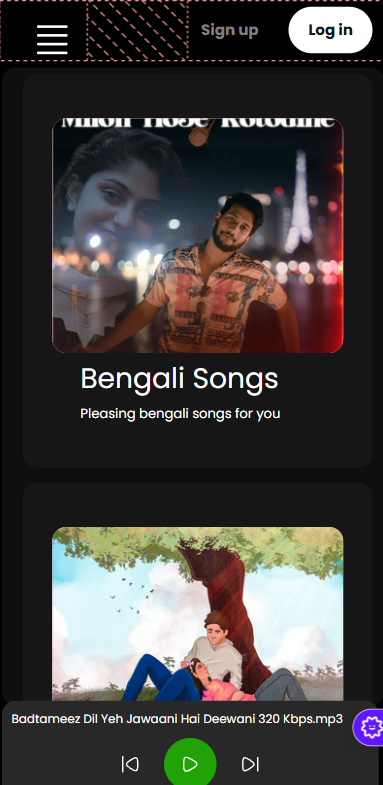 Sign up
Log in
Milon Hobe Kotodine
Bengali Songs
Pleasing bengali songs for you
Badtameez Dil Yeh Jawaani Hai Deewani 320 Kbps.mp3